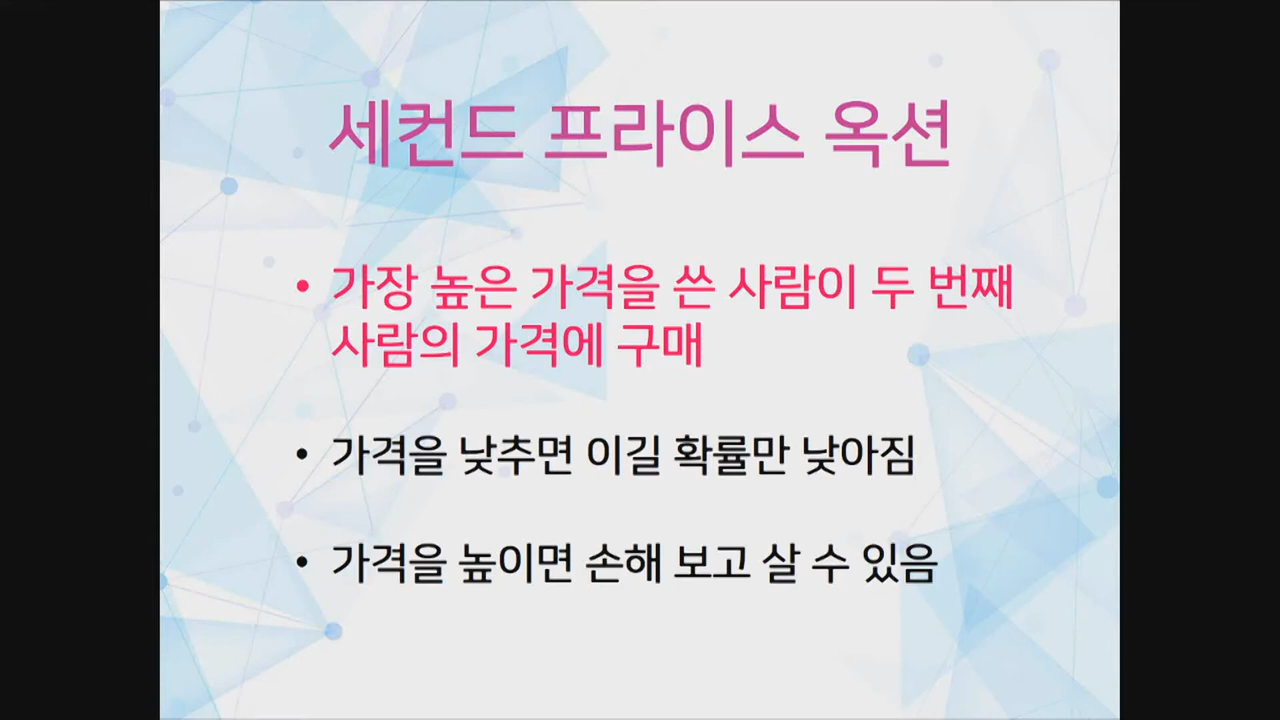 세컨드 프라이스 옥션
• 가장 높은 가격을 쓴 사람이 두 번째
사람의 가격에 구매
• 가격을 낮추면 이길 확률만 낮아짐
• 가격을 높이면 손해 보고 살 수 있음